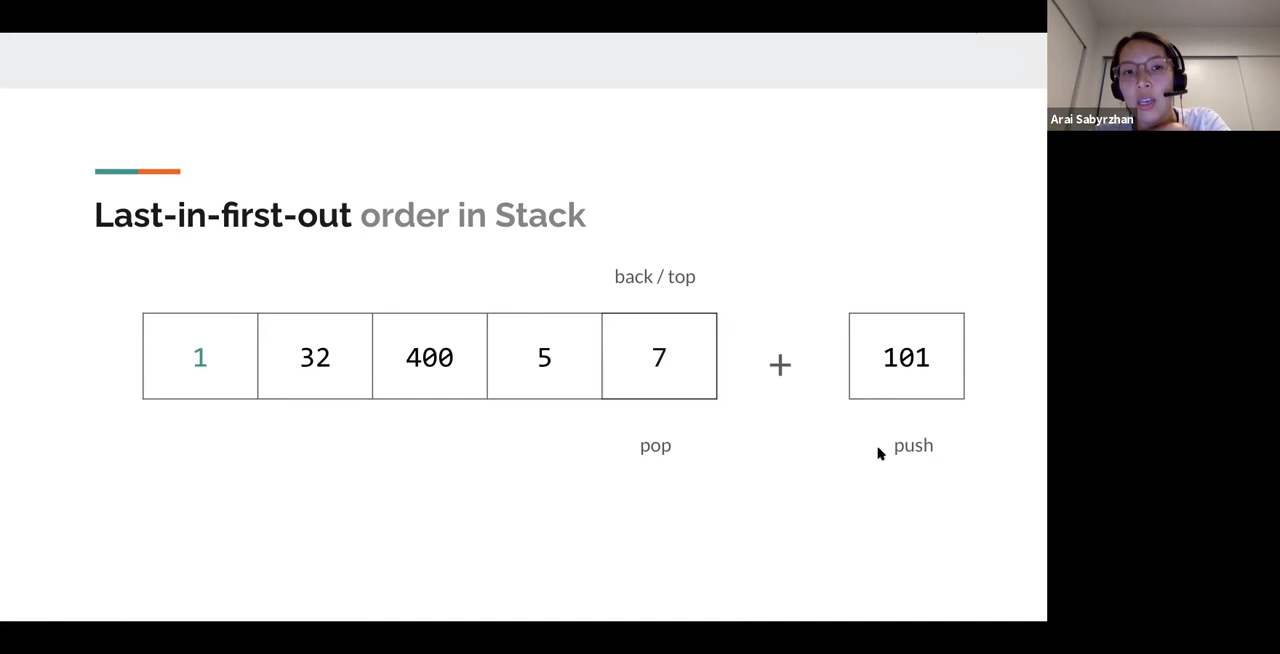 Arai Sabyrzhan
Last-in-first-out order in Stack
back / top
1 32 400 5 7 + 101
pop push